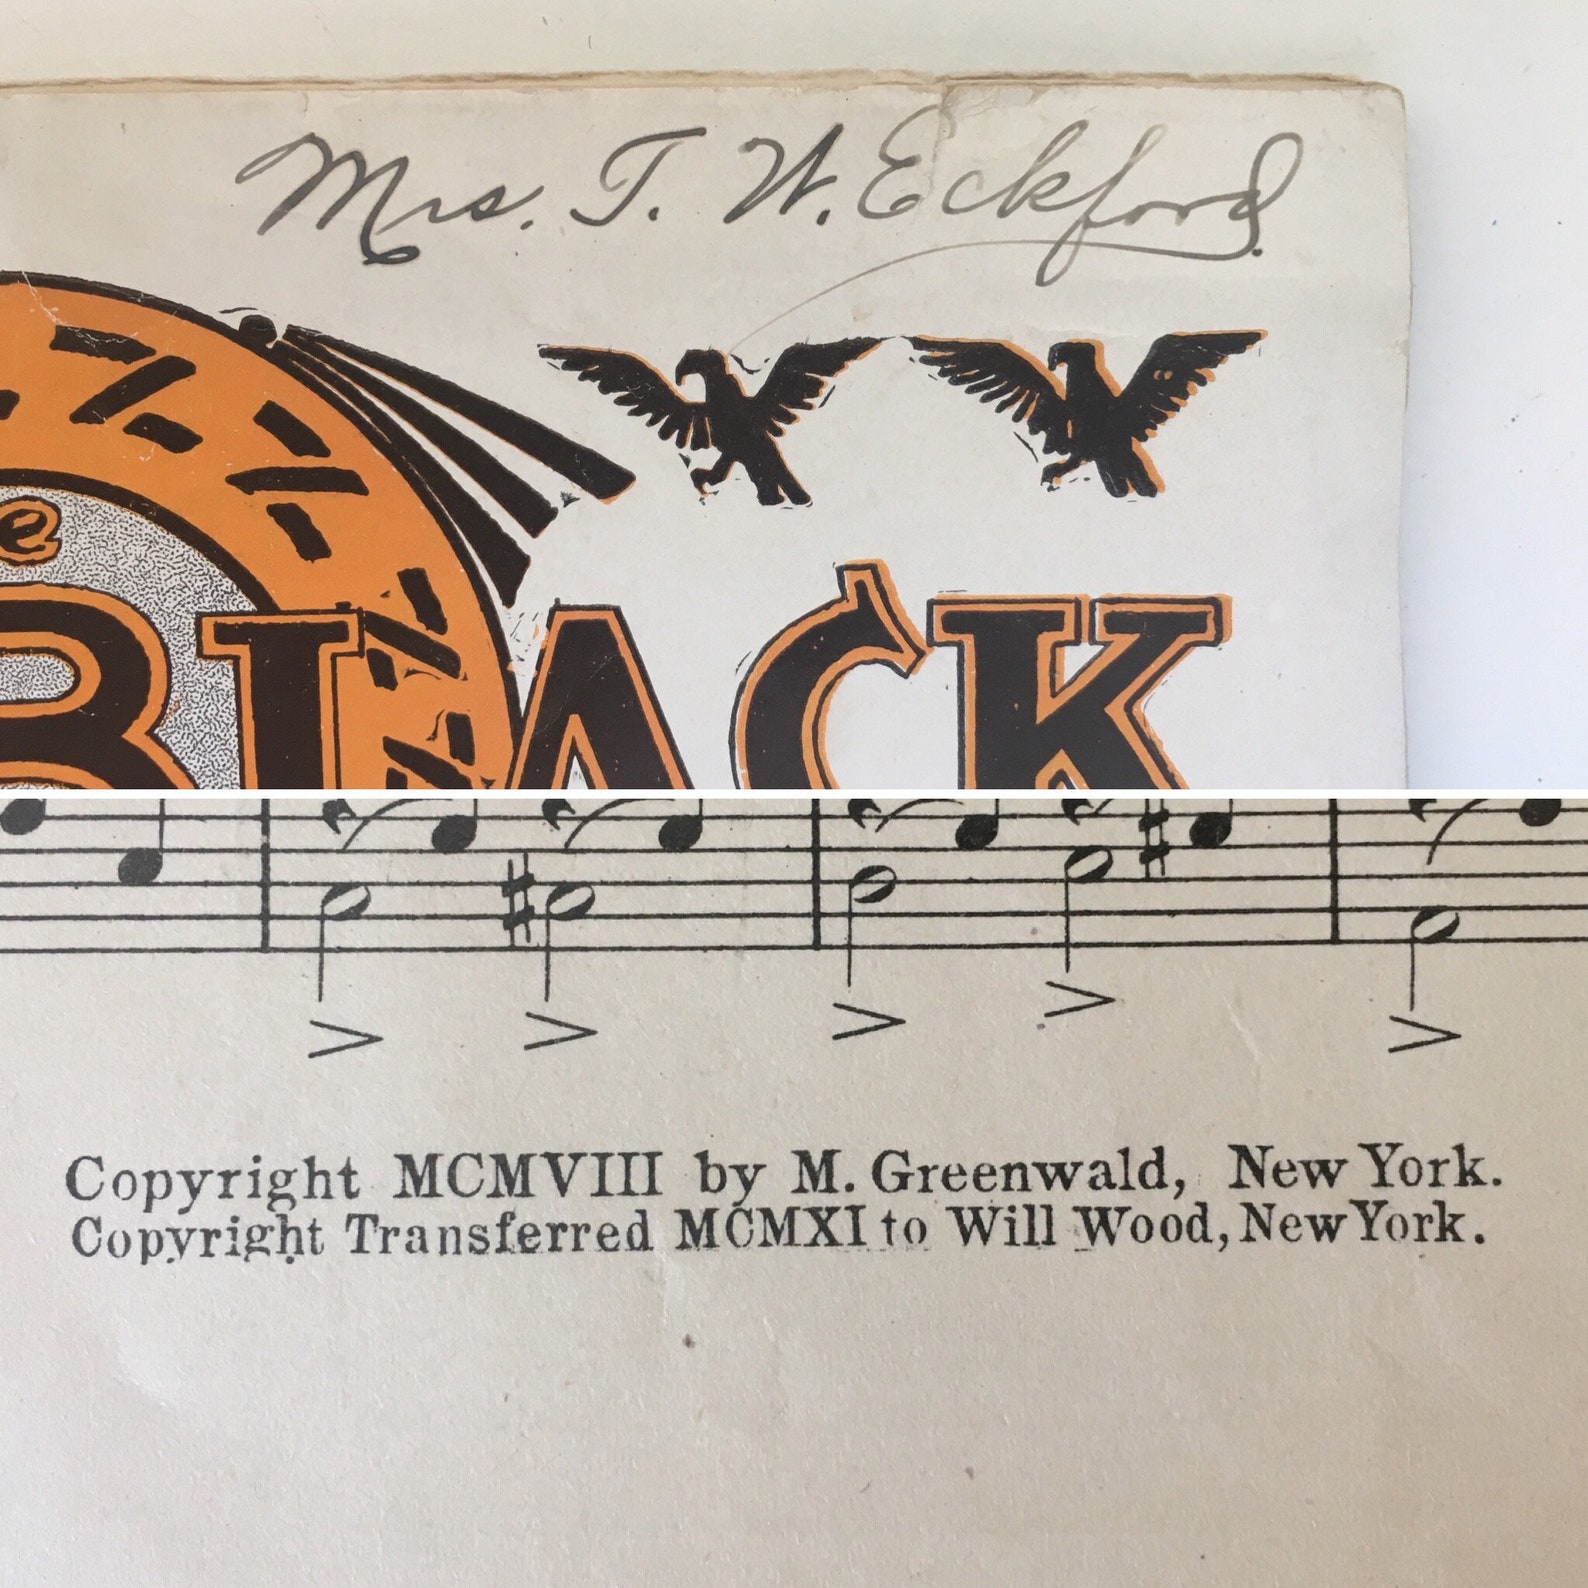 Mrs. T. W. Eckford.
e
BLACK
Copyright MCMVIII by M. Greenwald, New York.
Copyright Transferred MCMXI to Will Wood, New York.